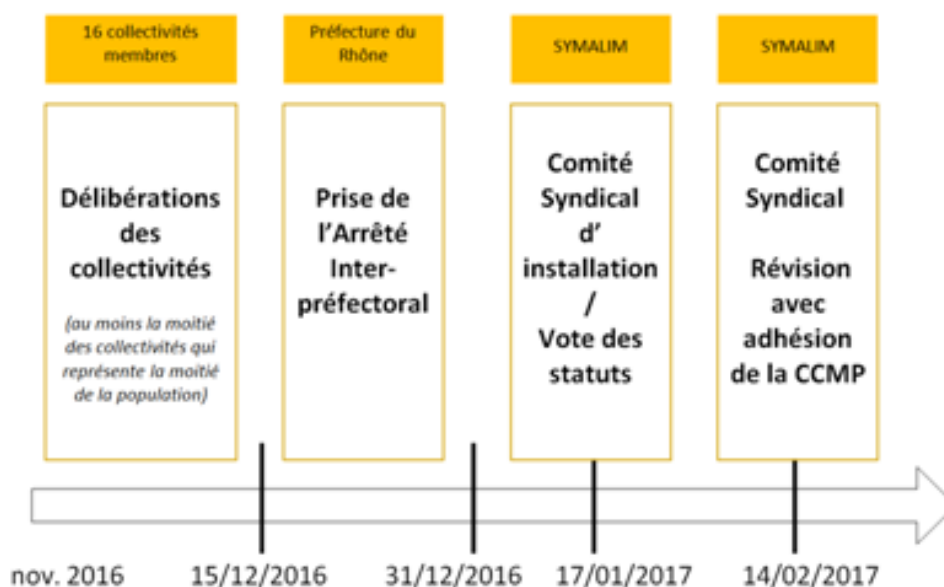 16 collectivités
membres
Préfecture du
Rhône
SYMALIM
SYMALIM
Délibérations
des
collectivités
(au moins la moitié
des collectivités qui
représente la moitié
de la population)
Prise de
l'Arrêté
Inter-
préfectoral
Comité
Syndical
d'
installation
/
Vote des
statuts
Comité
Syndical
Révision
avec
adhésion
de la CCMP
nov. 2016
15/12/2016
31/12/2016
17/01/2017
14/02/2017